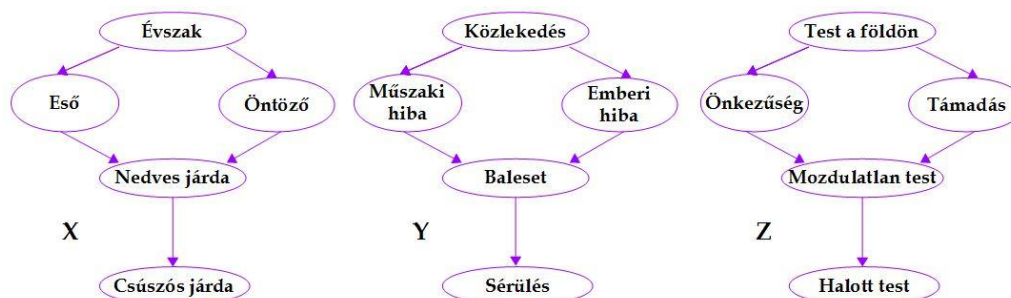 Évszak
Eső
Öntöző
Nedves járda
X
Csúszós járda
Közlekedés
Műszaki
hiba
Emberi
hiba
Baleset
Y
Sérülés
Test a földön
Önkezűség
Támadás
Mozdulatlan test
Z
Halott test